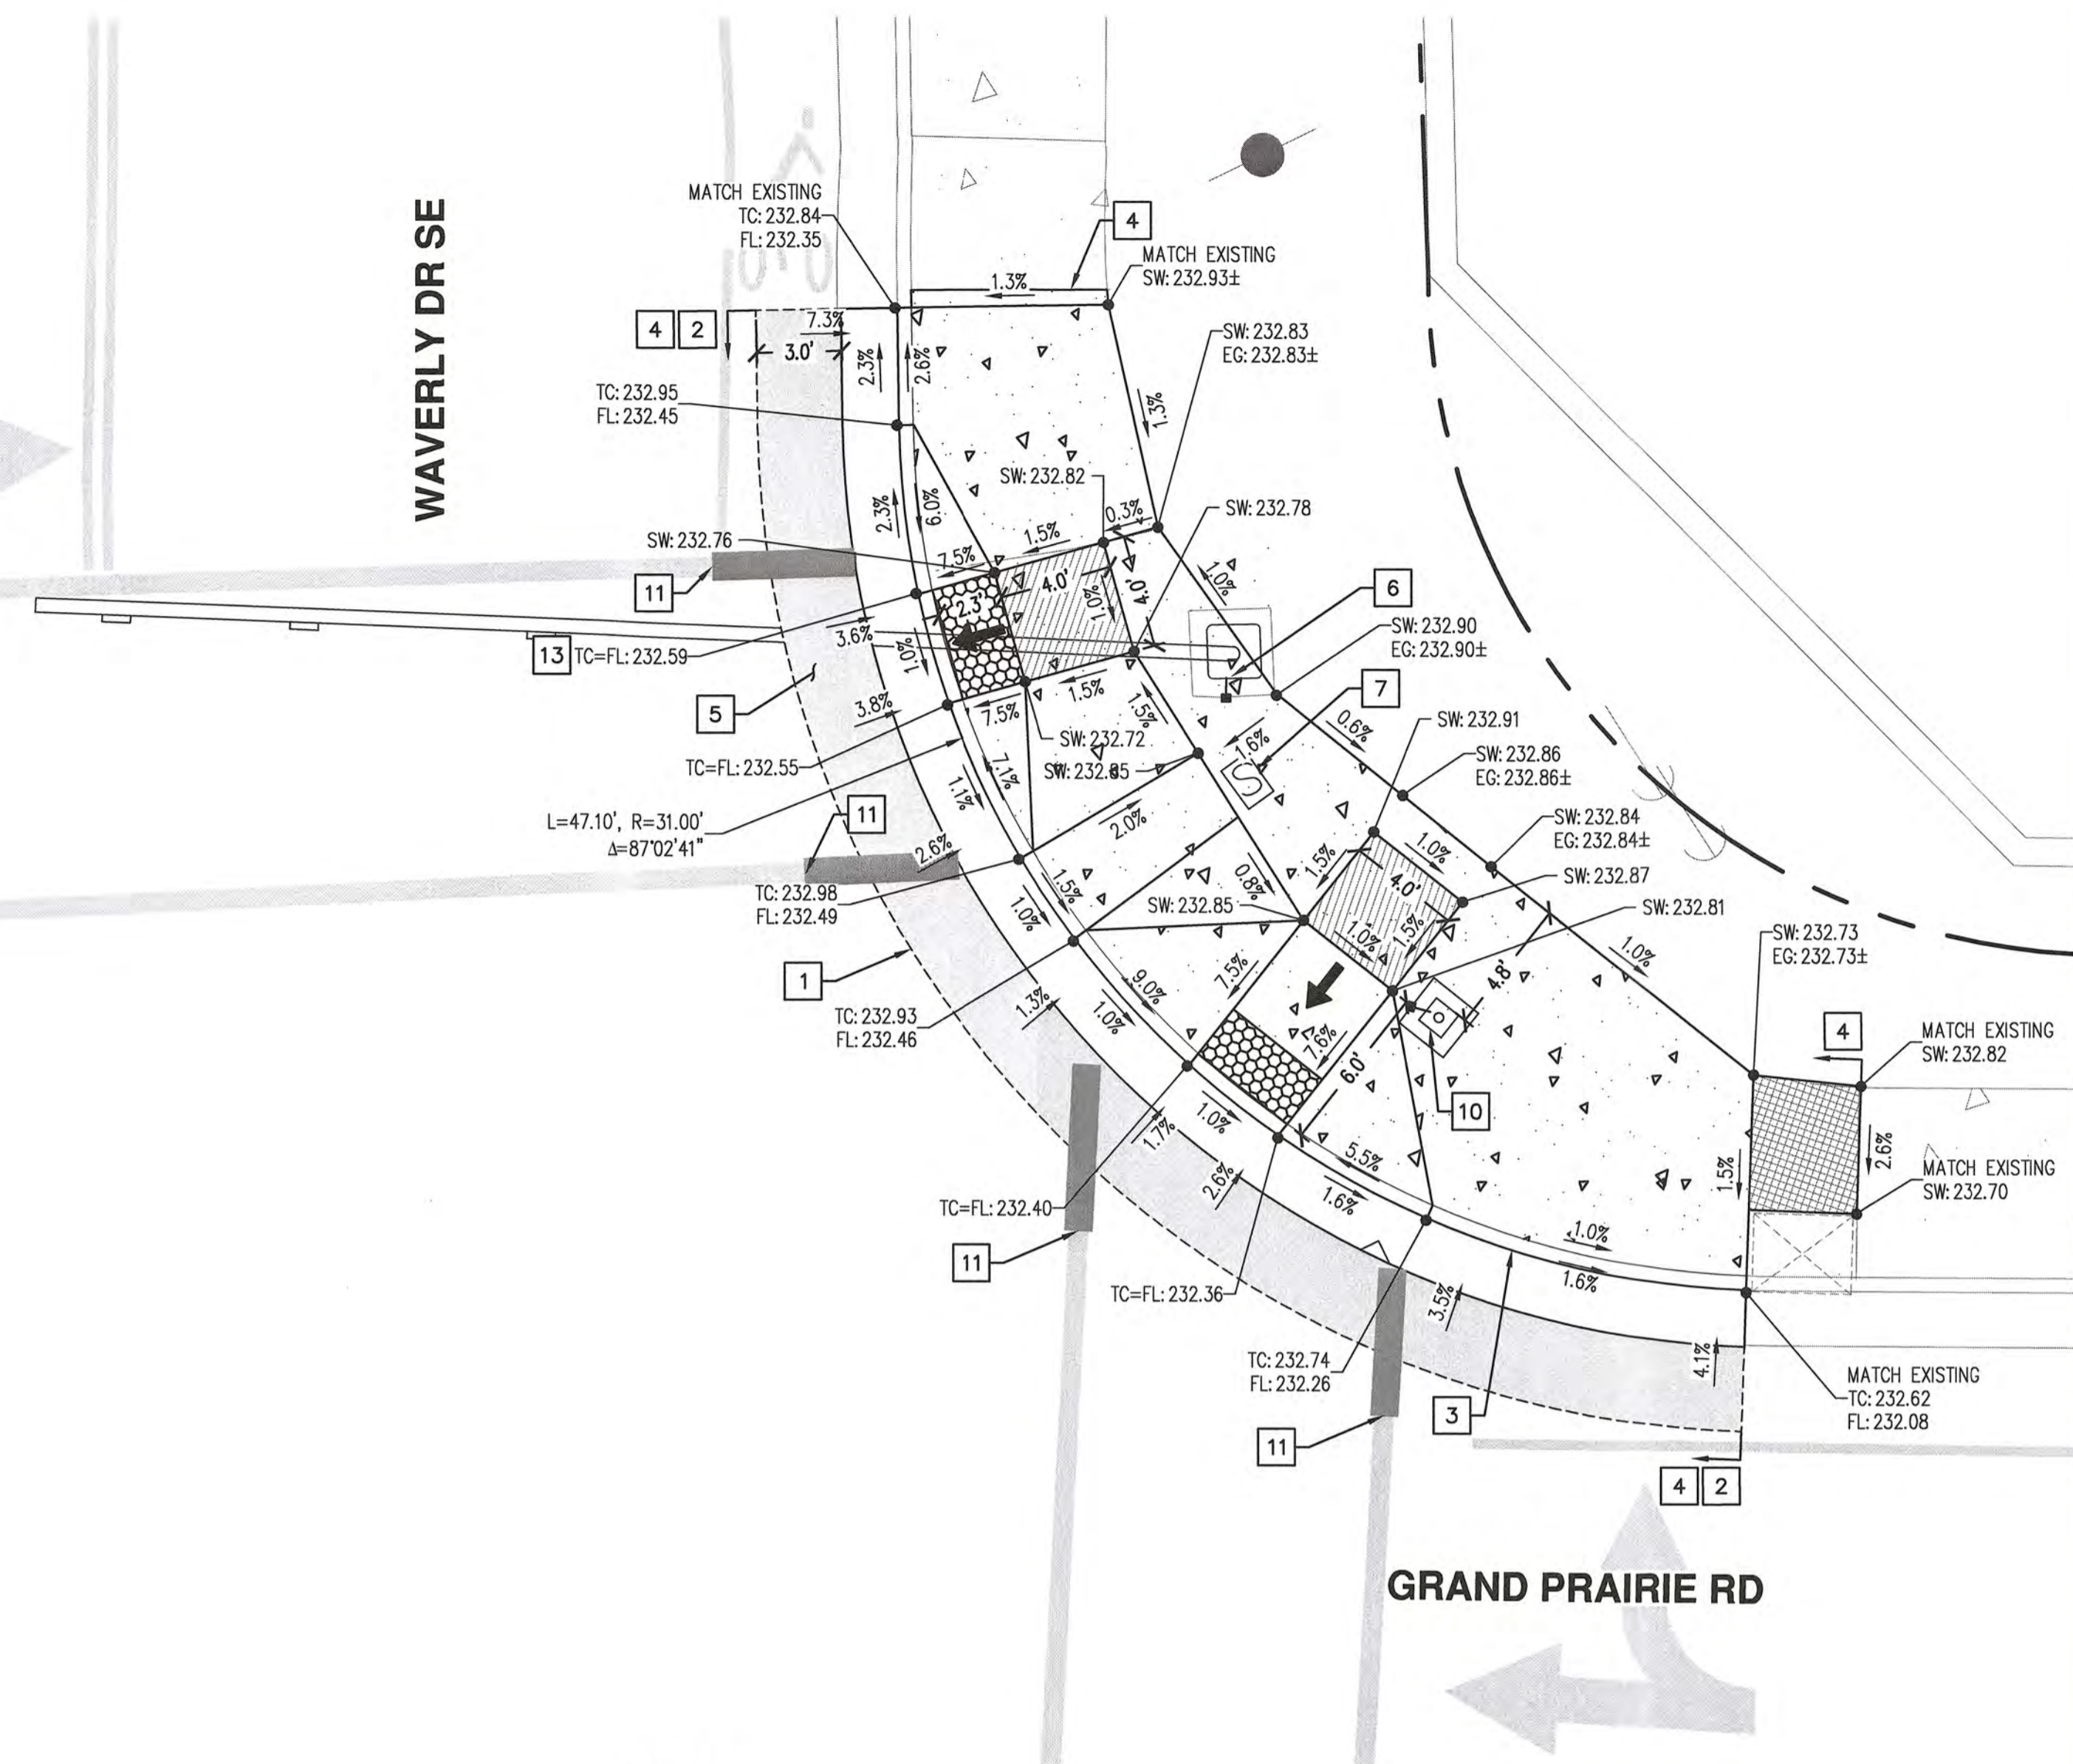 WAVERLY DR SE
MATCH EXISTING
TC: 232.84
FL: 232.35
4
MATCH EXISTING
SW: 232.93±
1.3%
4 2
7.3%
3.0'
2.3%
2.6%
SW: 232.83
EG: 232.83±
TC: 232.95
FL: 232.45
1.3%
SW: 232.82
0.3%
SW: 232.78
2.3%
6.0%
1.5%
SW: 232.76
7.5%
4.0'
1.0%
4.0'
1.0%
11
2.3'
6
SW: 232.90
EG: 232.90±
3.6%
13
TC=FL: 232.59
1.0%
1.5%
7
5
3.8%
7.5%
1.5%
0.6%
SW: 232.91
1.6%
SW: 232.72
SW: 232.85
S
SW: 232.86
EG: 232.86±
TC=FL: 232.55
7.1%
1.1%
L=47.10', R=31.00'
Δ=87°02'41"
11
2.0%
SW: 232.84
EG: 232.84±
2.6%
1.0%
1.5%
4.0'
SW: 232.87
TC: 232.98
FL: 232.49
1.5%
0.8%
SW: 232.85
SW: 232.81
1.0%
1.0%
1.5%
SW: 232.73
EG: 232.73±
1.0%
1
7.5%
4.8'
9.0%
1.3%
1.0%
TC: 232.93
FL: 232.46
7.6%
6.0'
4
MATCH EXISTING
SW: 232.82
10
1.7%
1.0%
2.6%
1.5%
5.5%
2.6%
MATCH EXISTING
SW: 232.70
TC=FL: 232.40
1.6%
1.0%
11
1.6%
TC=FL: 232.36
3.5%
4.1%
TC: 232.74
FL: 232.26
MATCH EXISTING
TC: 232.62
FL: 232.08
3
11
4 2
GRAND PRAIRIE RD